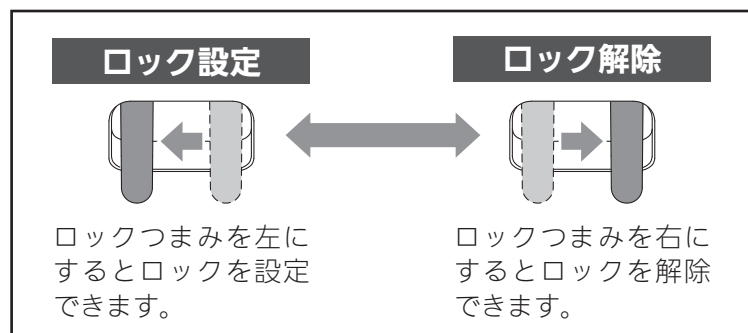 ロック設定
ロックつまみを左に
するとロックを設定
できます。
ロック解除
ロックつまみを右に
するとロックを解除
できます。